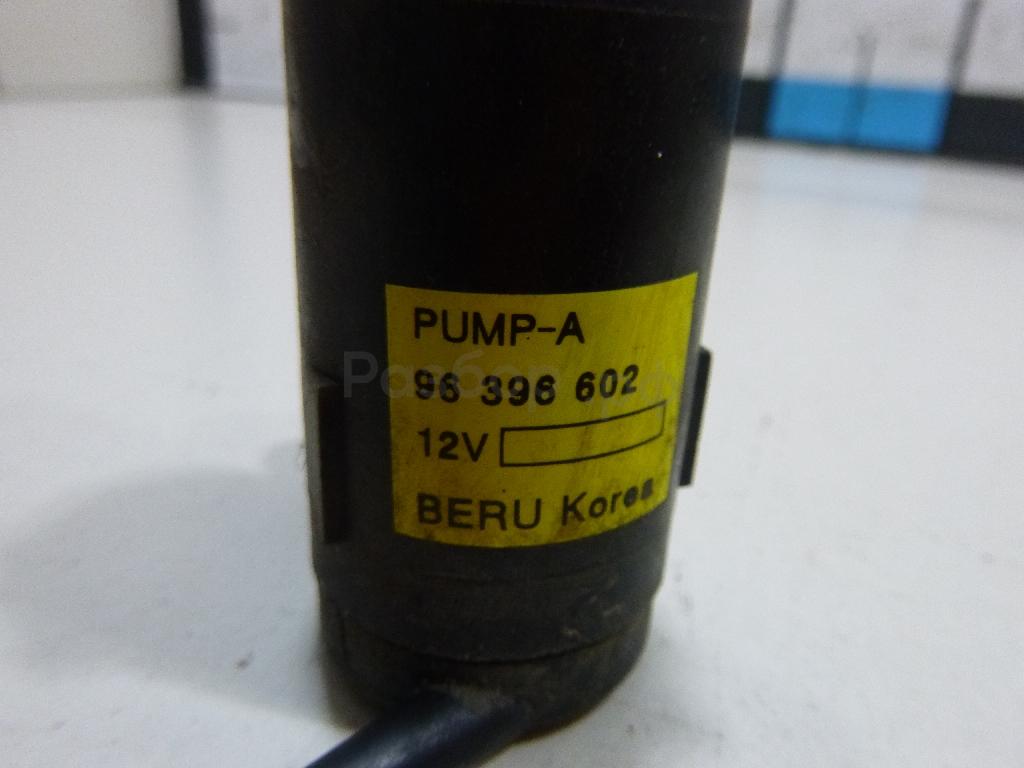 PUMP-A
96 396 602
12V
BERU Korea